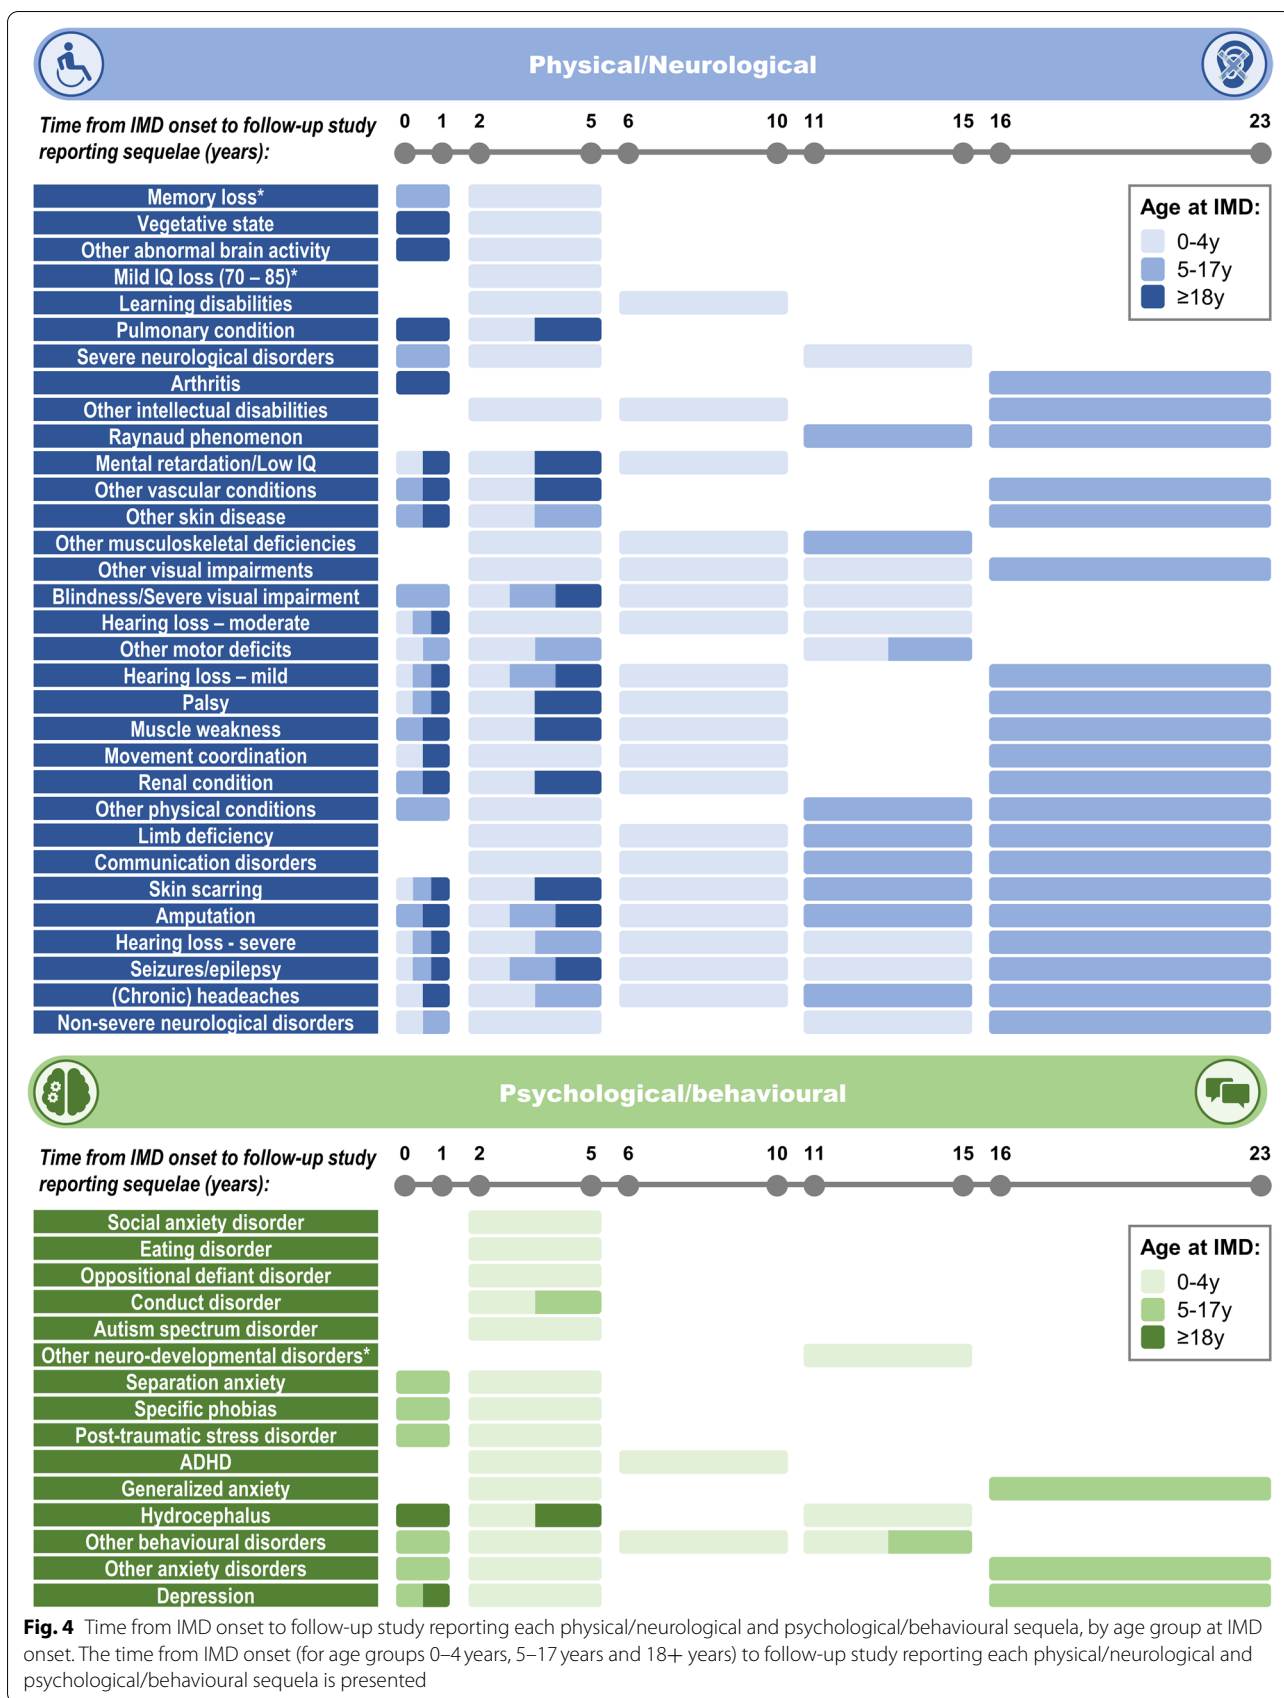 Physical/Neurological
Time from IMD onset to follow-up study
reporting sequelae (years):
0 1 2 5 6 10 11 15 16 23
Age at IMD:
0-4y
5-17y
≥18y
Memory loss*
Vegetative state
Other abnormal brain activity
Mild IQ loss (70 – 85)*
Learning disabilities
Pulmonary condition
Severe neurological disorders
Arthritis
Other intellectual disabilities
Raynaud phenomenon
Mental retardation/Low IQ
Other vascular conditions
Other skin disease
Other musculoskeletal deficiencies
Other visual impairments
Blindness/Severe visual impairment
Hearing loss – moderate
Other motor deficits
Hearing loss – mild
Palsy
Muscle weakness
Movement coordination
Renal condition
Other physical conditions
Limb deficiency
Communication disorders
Skin scarring
Amputation
Hearing loss - severe
Seizures/epilepsy
(Chronic) headeaches
Non-severe neurological disorders
Psychological/behavioural
Time from IMD onset to follow-up study
reporting sequelae (years):
0 1 2 5 6 10 11 15 16 23
Age at IMD:
0-4y
5-17y
≥18y
Social anxiety disorder
Eating disorder
Oppositional defiant disorder
Conduct disorder
Autism spectrum disorder
Other neuro-developmental disorders*
Separation anxiety
Specific phobias
Post-traumatic stress disorder
ADHD
Generalized anxiety
Hydrocephalus
Other behavioural disorders
Other anxiety disorders
Depression
Fig. 4 Time from IMD onset to follow-up study reporting each physical/neurological and psychological/behavioural sequela, by age group at IMD
onset. The time from IMD onset (for age groups 0–4 years, 5–17 years and 18+ years) to follow-up study reporting each physical/neurological and
psychological/behavioural sequela is presented